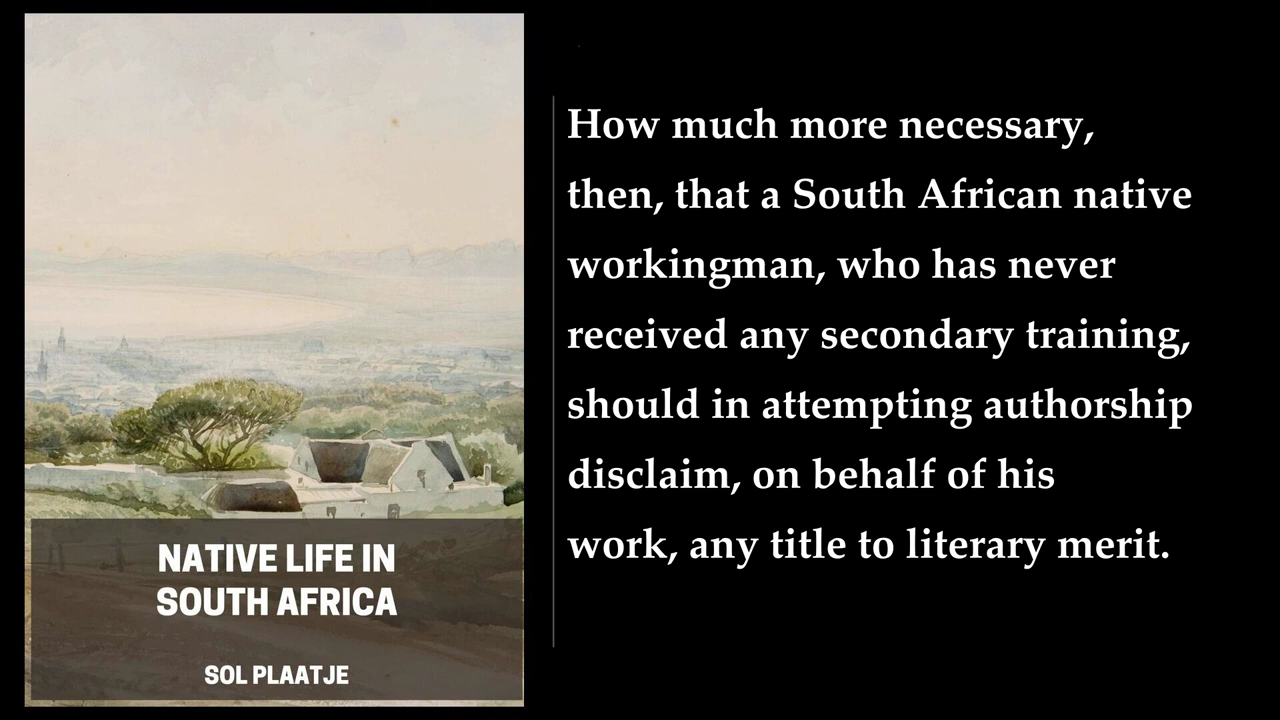 NATIVE LIFE IN
SOUTH AFRICA
SOL PLAATJE
How much more necessary,
then, that a South African native
workingman, who has never
received any secondary training,
should in attempting authorship
disclaim, on behalf of his
work, any title to literary merit.